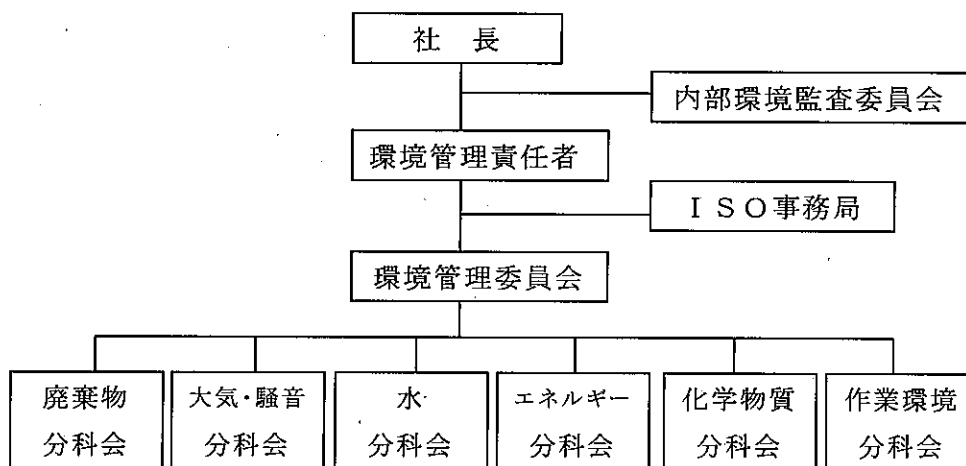 社 長
内部環境監査委員会
環境管理責任者
ISO事務局
環境管理委員会
廃棄物
分科会
大気・騒音
分科会
水
分科会
エネルギー
分科会
化学物質
分科会
作業環境
分科会